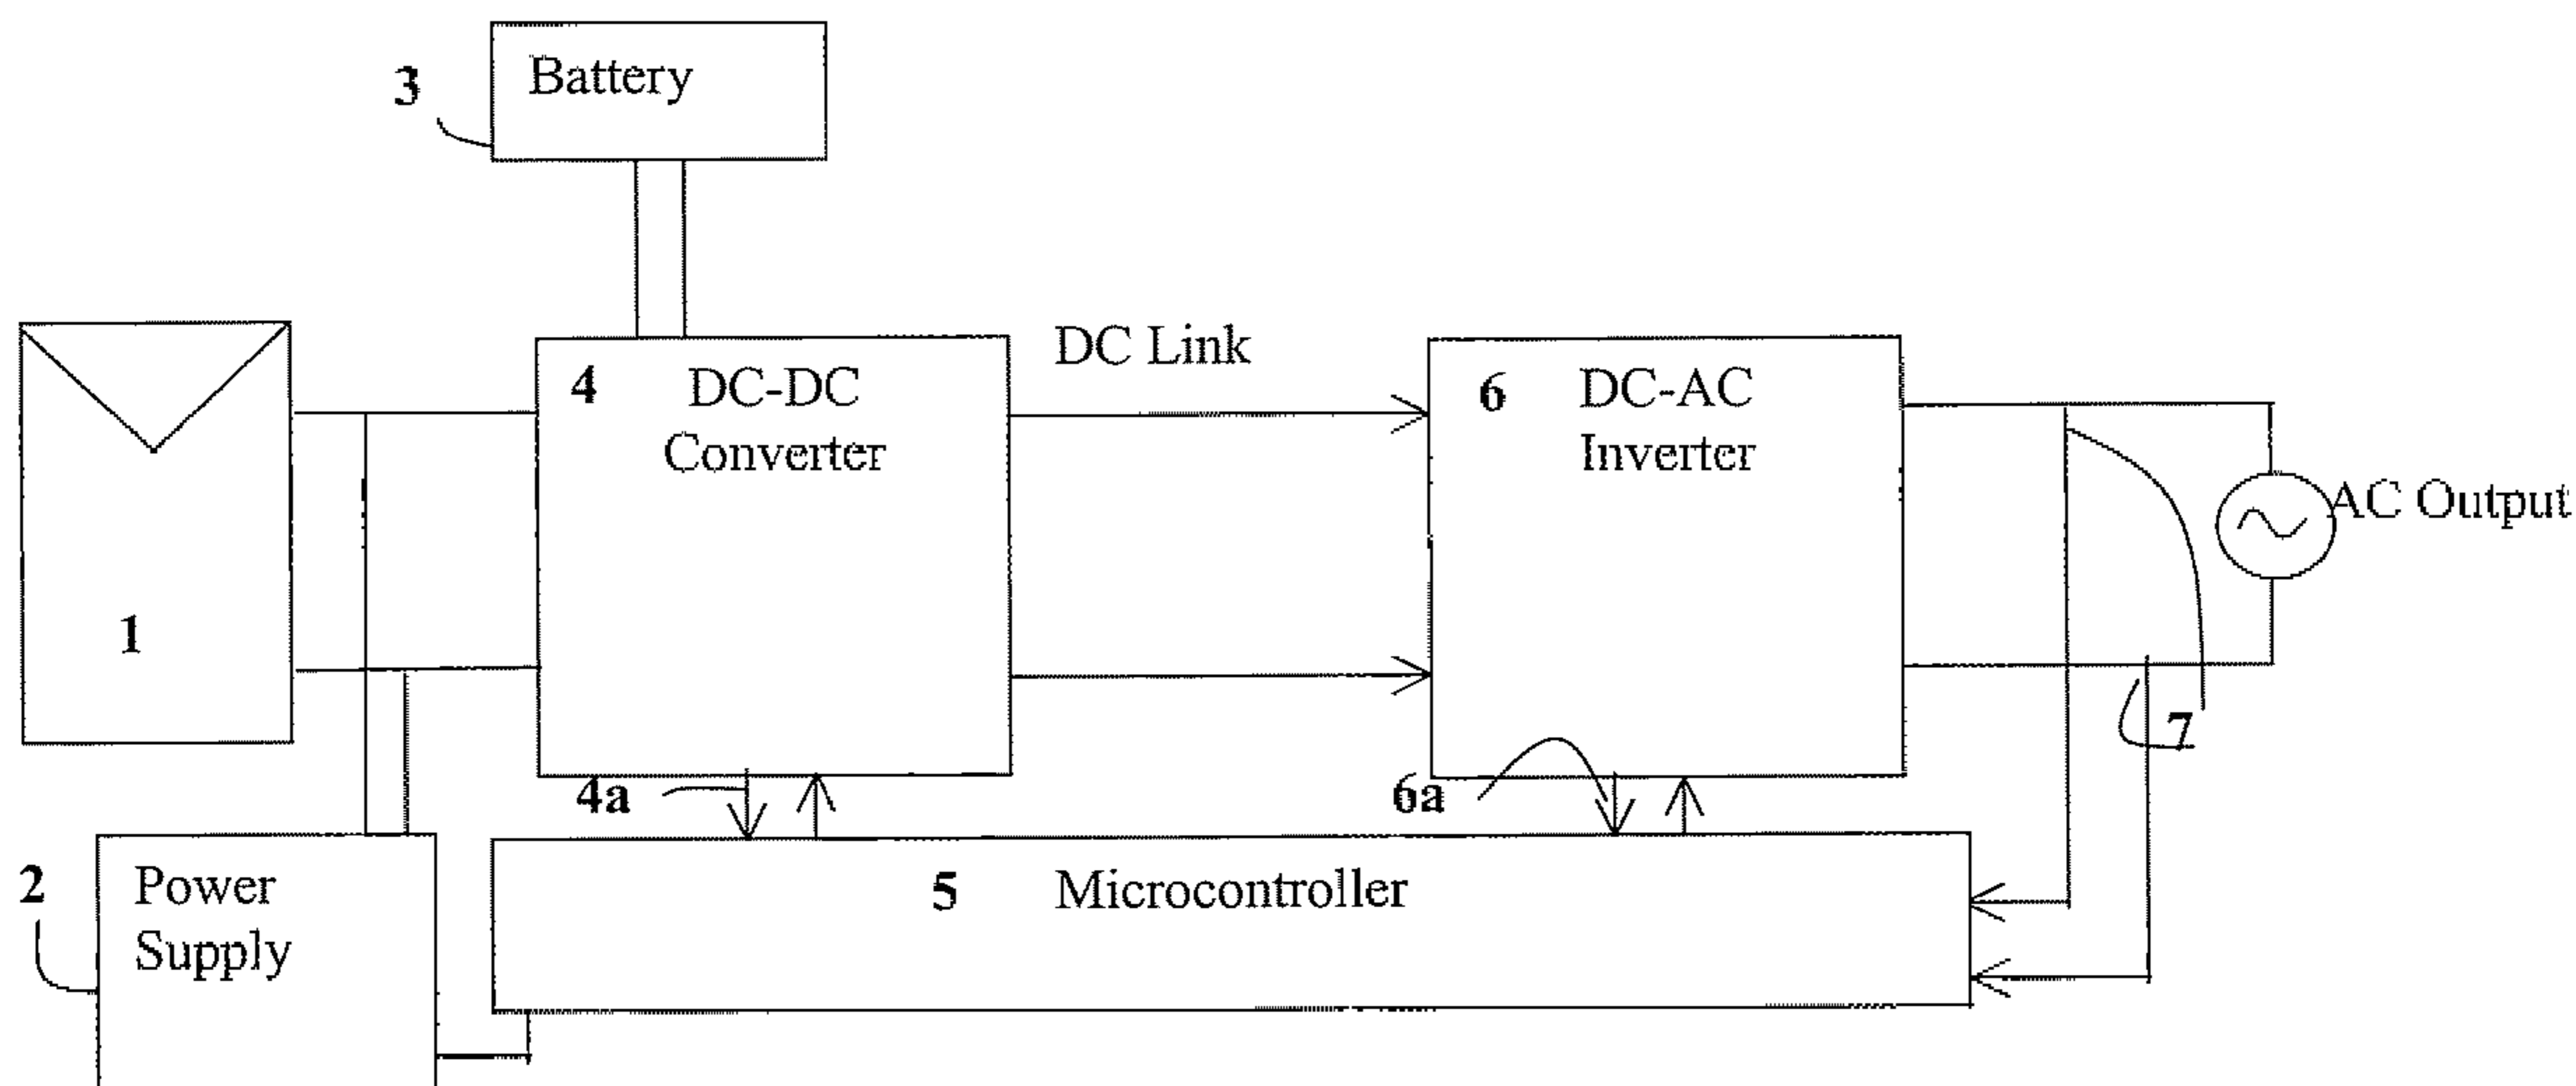 3
Battery
DC Link
4
DC-DC
Converter
6
DC-AC
Inverter
AC Output
1
7
4a
6a
2
Power
Supply
5
Microcontroller